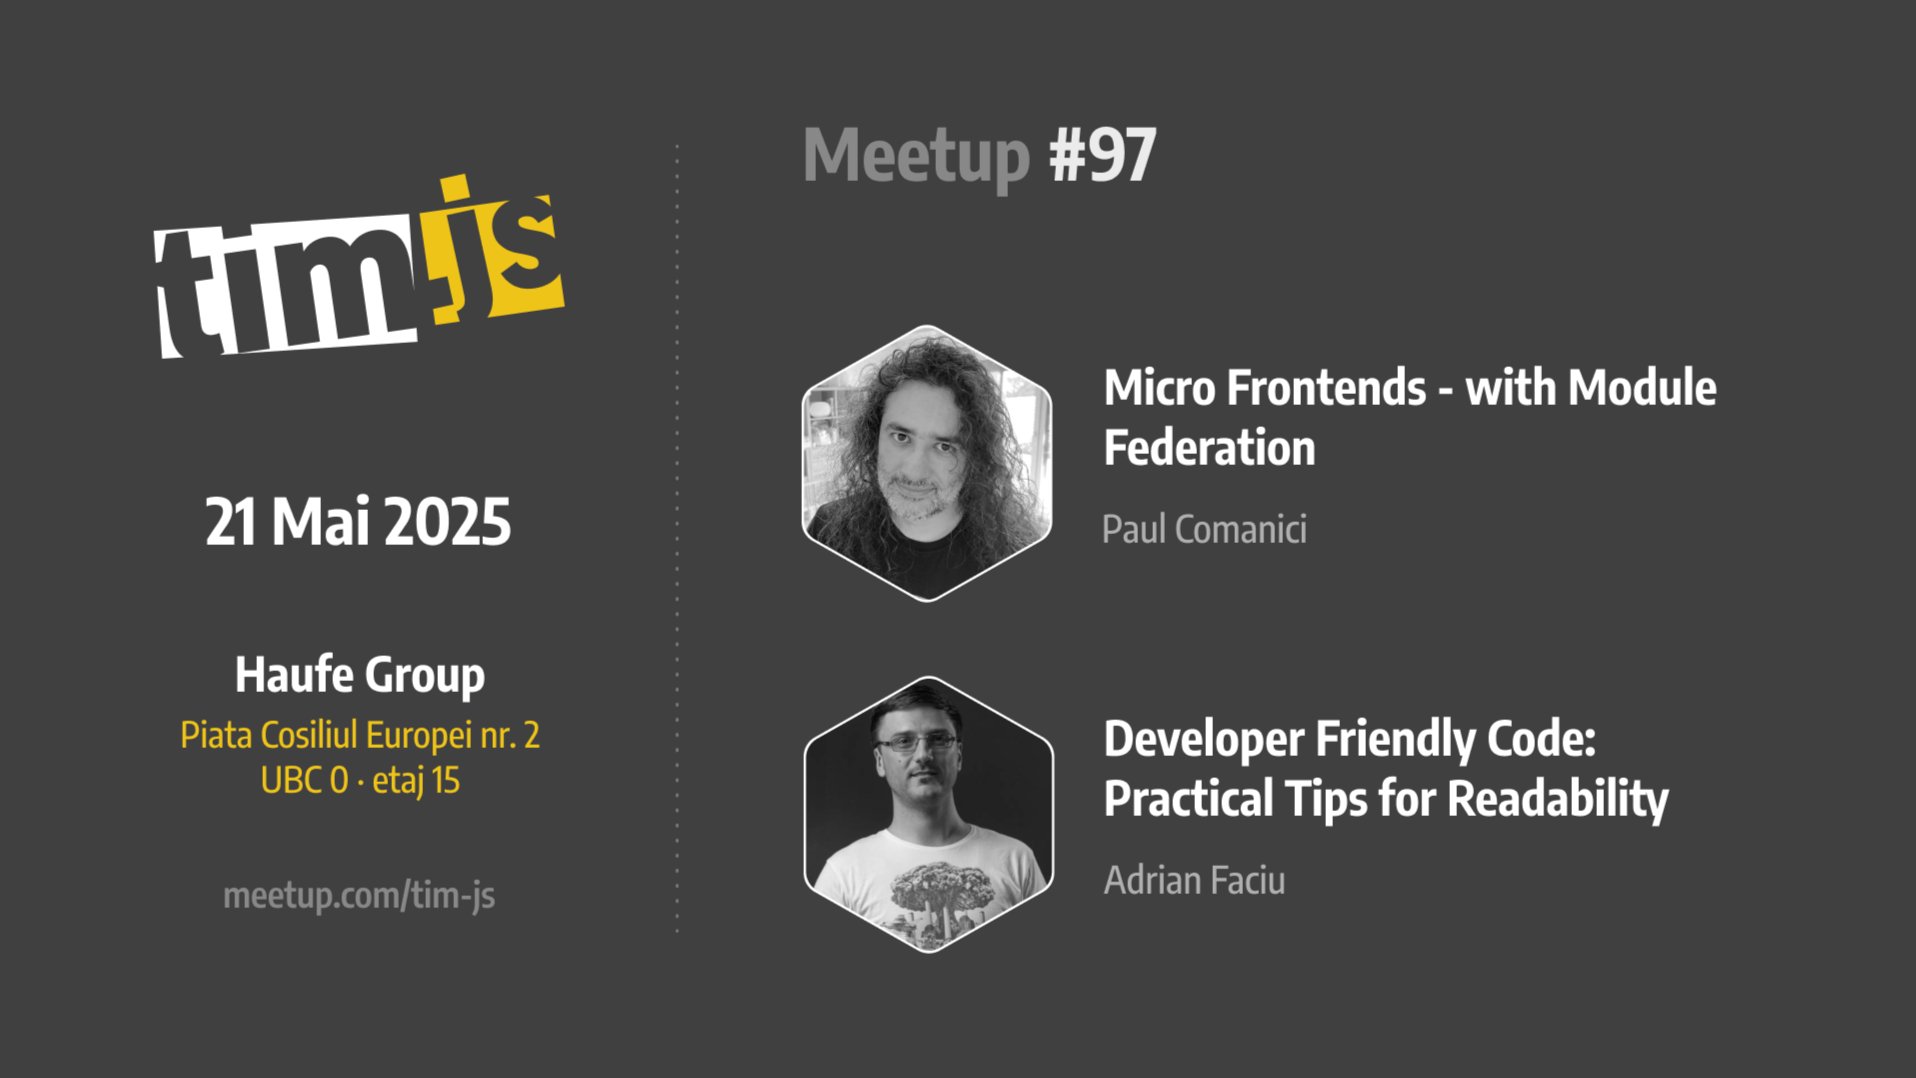 tim.js
21 Mai 2025
Haufe Group
Piata Cosiliul Europei nr. 2
UBC 0 · etaj 15
meetup.com/tim-js
Meetup #97
Micro Frontends - with Module
Federation
Paul Comanici
Developer Friendly Code:
Practical Tips for Readability
Adrian Faciu